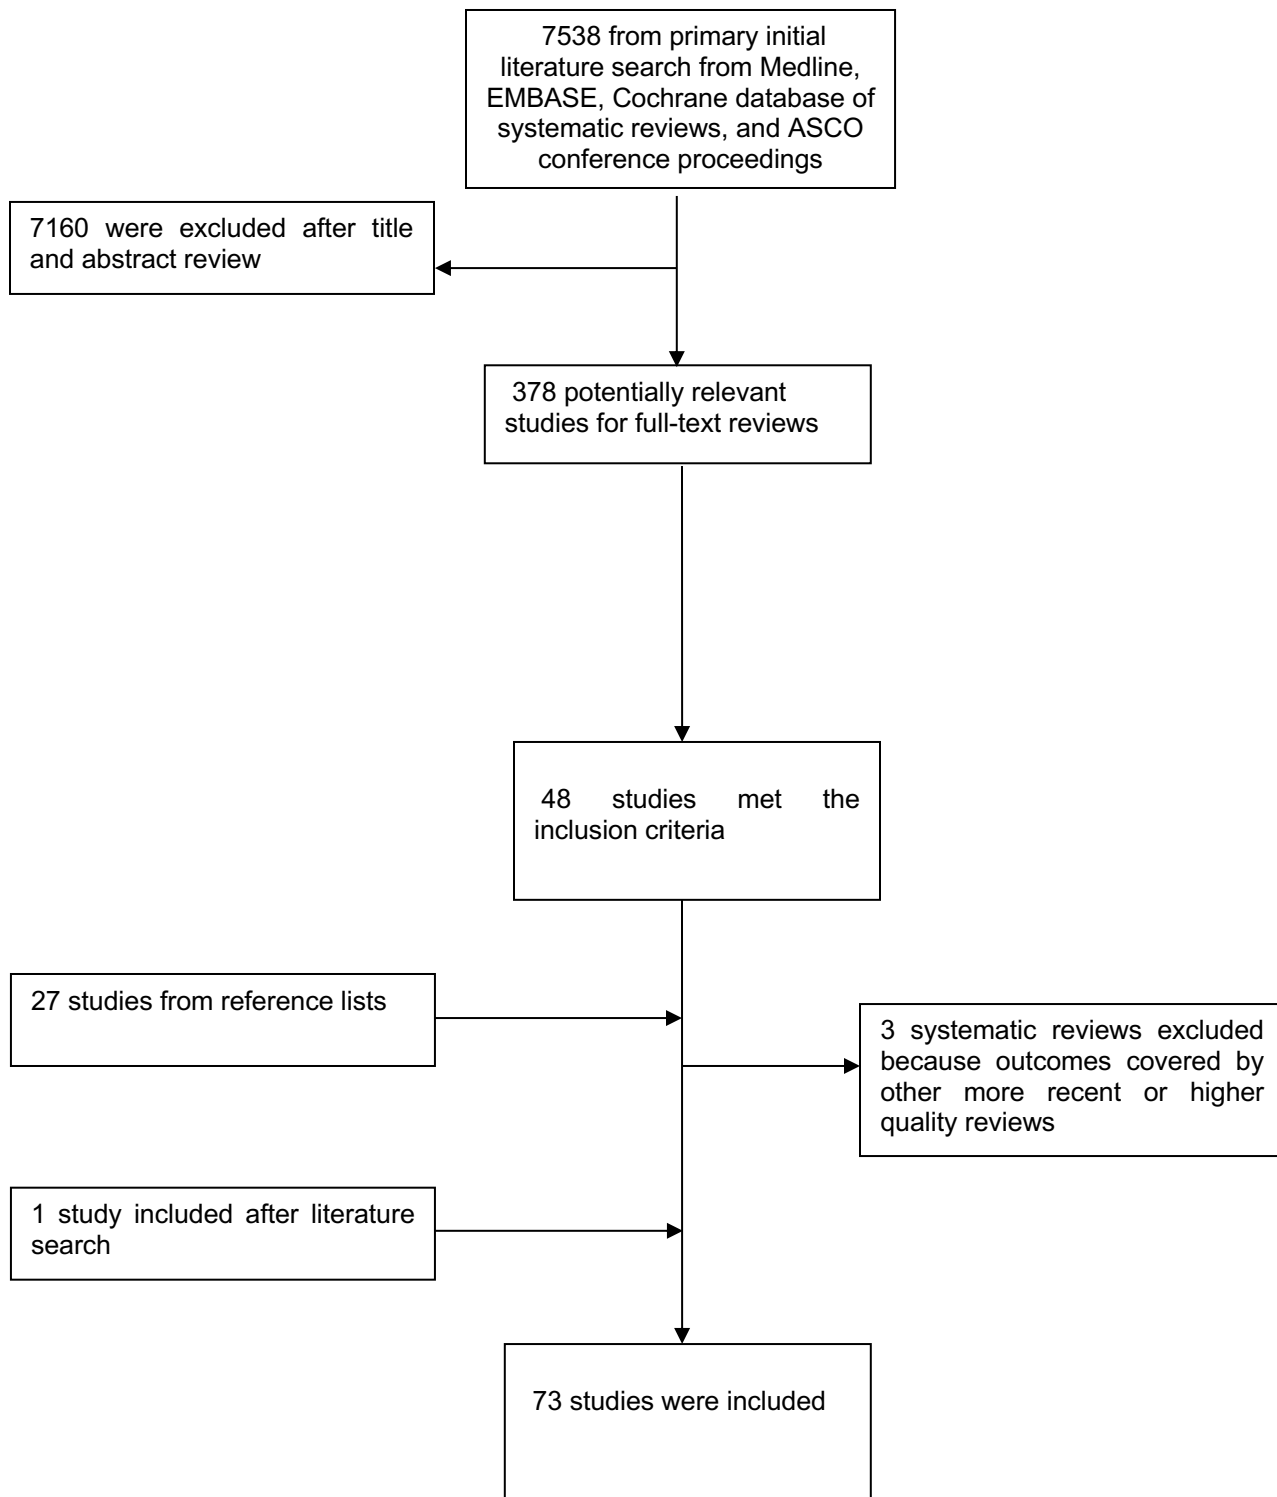 7538 from primary initial
literature search from Medline,
EMBASE, Cochrane database of
systematic reviews, and ASCO
conference proceedings
7160 were excluded after title
and abstract review
378 potentially relevant
studies for full-text reviews
48 studies met the
inclusion criteria
27 studies from reference lists
3 systematic reviews excluded
because outcomes covered by
other more recent or higher
quality reviews
1 study included after literature
search
73 studies were included